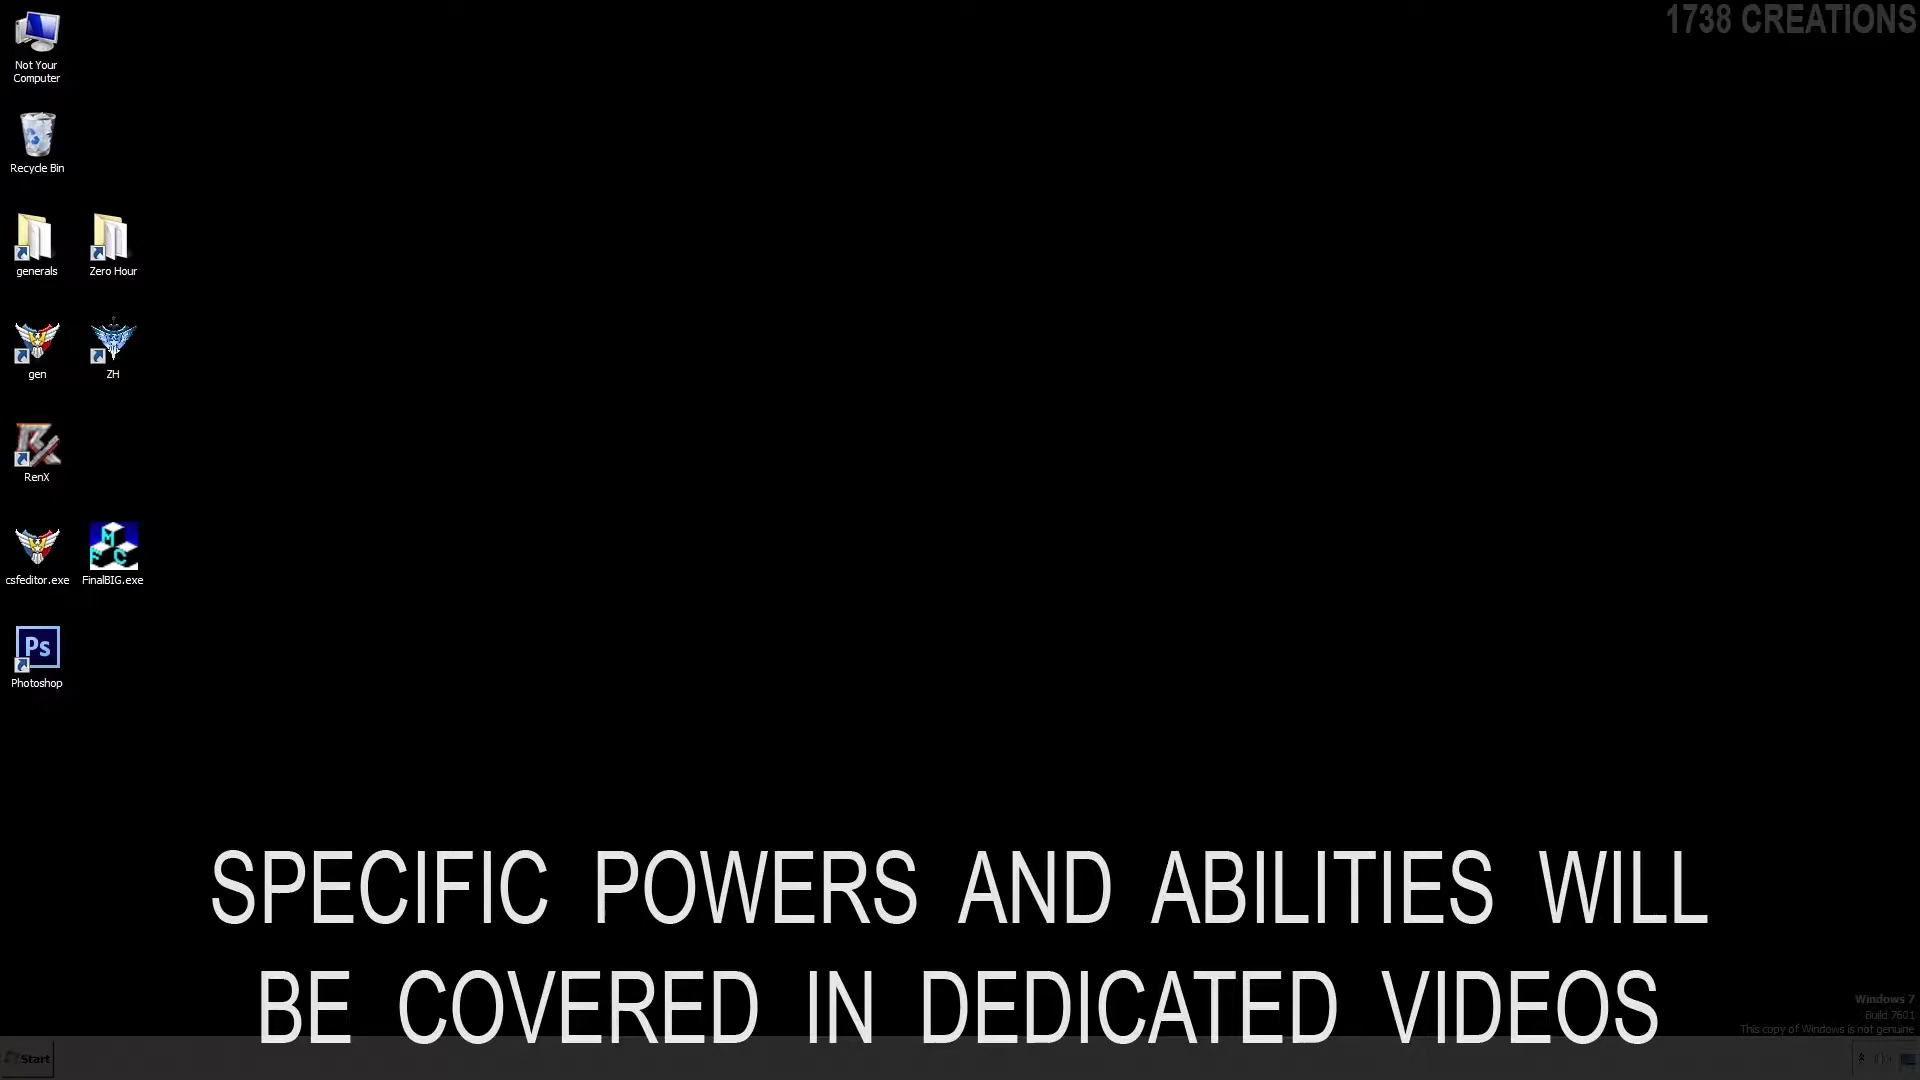 1738 CREATIONS
Not Your
Computer
Recycle Bin
generals
Zero Hour
gen
ZH
RenX
M
F C
csfeditor.exe
FinalBIG.exe
Ps
Photoshop
SPECIFIC POWERS AND ABILITIES WILL
BE COVERED IN DEDICATED VIDEOS
Windows 7
Build 7601
This copy of Windows is not genuine
Start